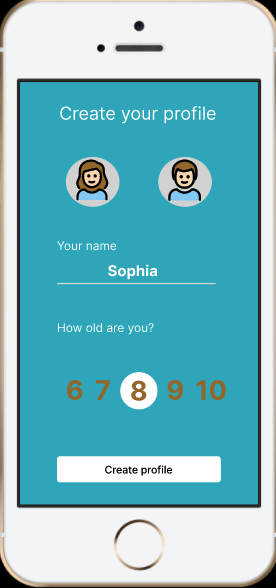 Create your profile
Your name
Sophia
How old are you?
6 7 8 9 10
Create profile